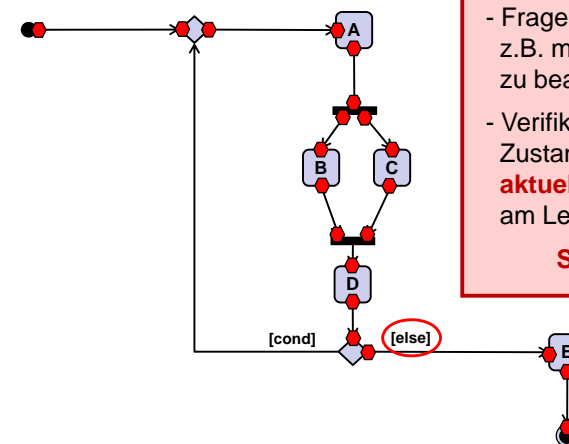 - Frage
z.B. m
zu bea
- Verifik
Zustar
aktuel
am Le
S
A
B
C
D
[cond]
[else]
E